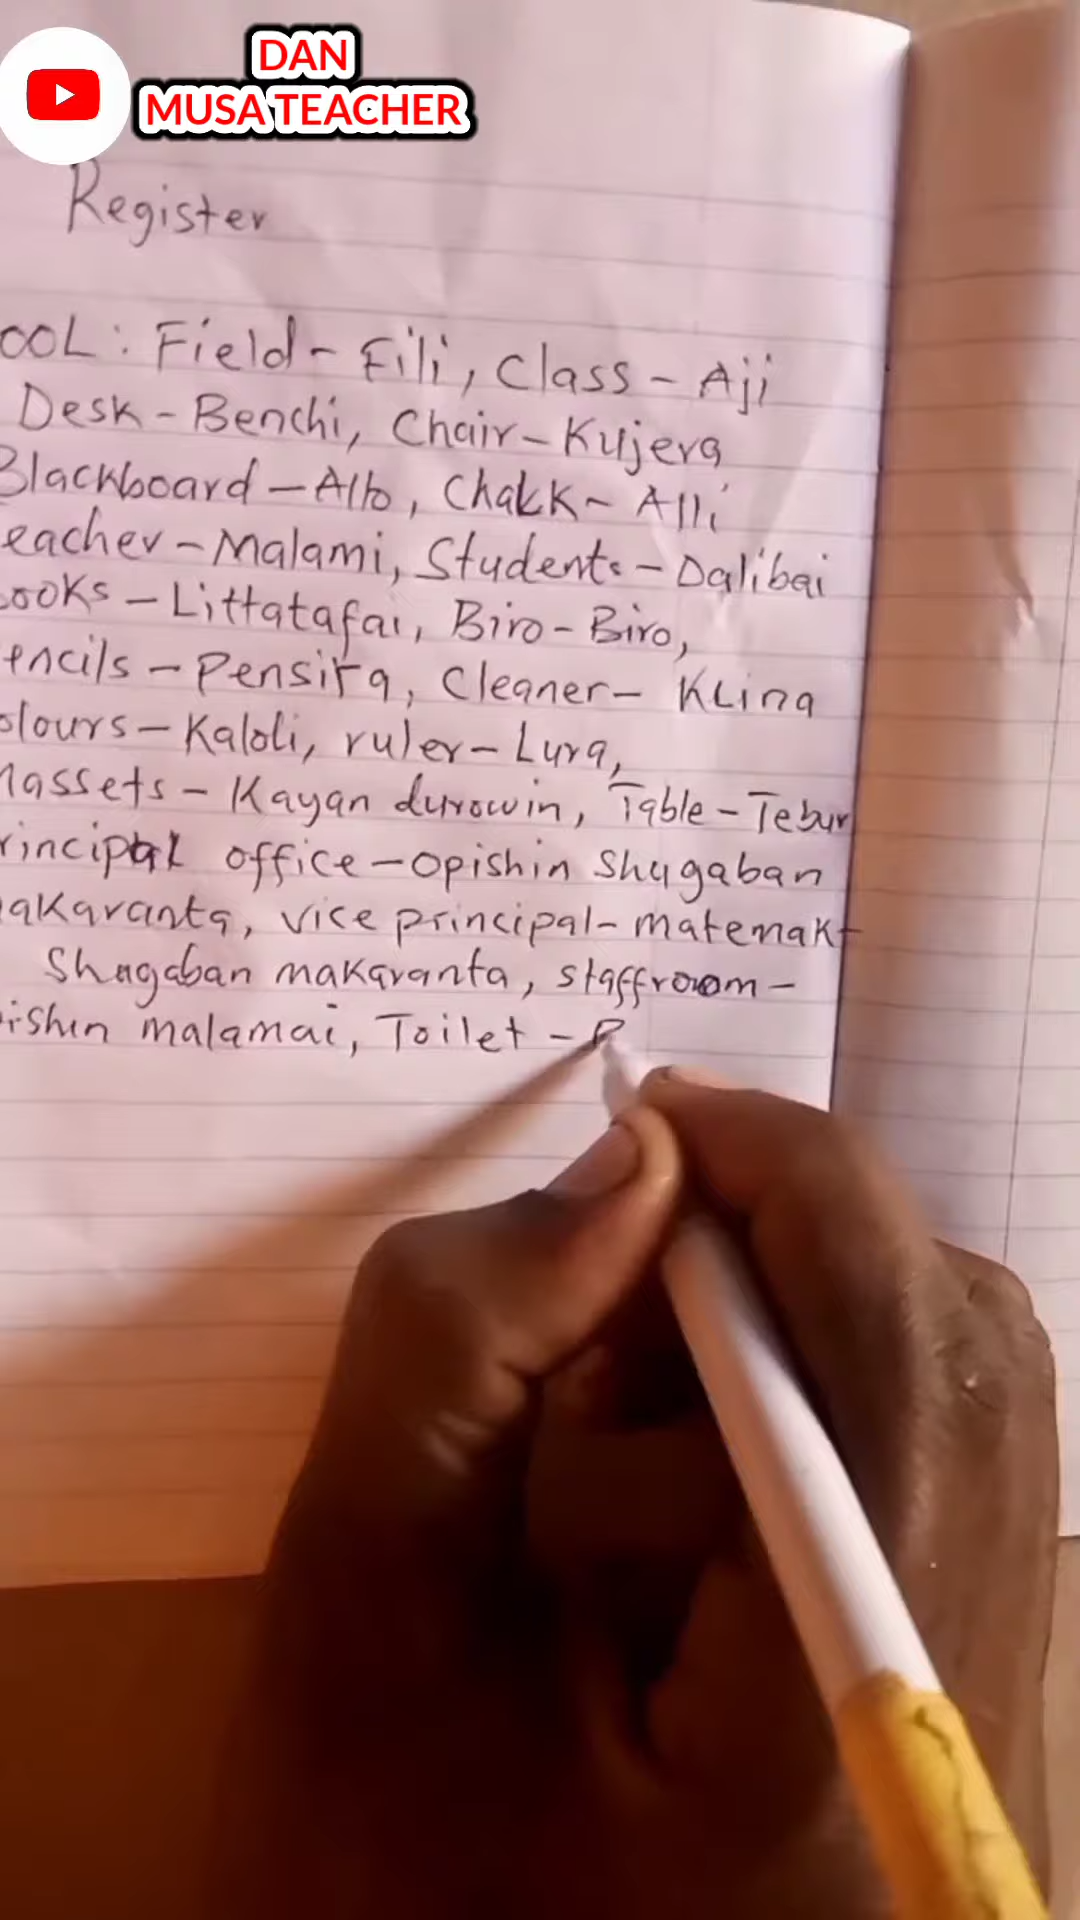 DAN
MUSA TEACHER
Register
OOL: Field - Fili, Class - Aji
Desk - Benchi, Chair - Kujera
Blackboard - Allo, Chalk - Alli
eacher - Malami, Students - Dalibai
ooks - Littatafai, Biro - Biro,
encils - Pensira, Cleaner - Klina
olours - Kaloli, ruler - Lura,
assets - Kayan durowin, Table - Tebur
rincipal office - opishin Shugaban
akaranta, vice principal - matemak
Shugaban makaranta, staffroom -
ishin malamai, Toilet - B